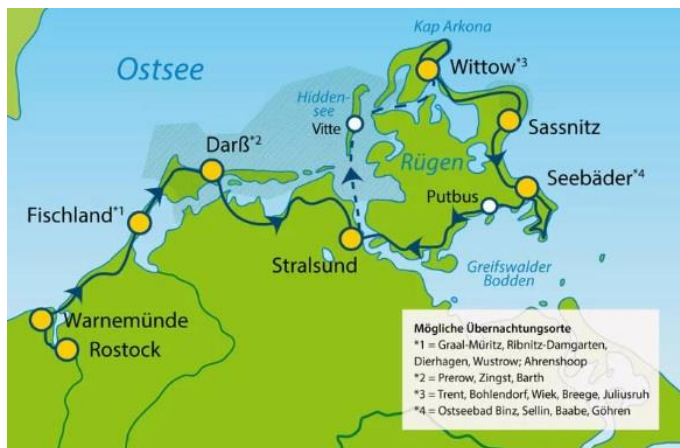 Kap Arkona
Ostsee
Wittow*3
Hidden-
see
Vitte
Sassnitz
Darß*2
Rügen
Seebäder*4
Putbus
Fischland*1
Stralsund
Greifswalder
Bodden
Warnemünde
Rostock
Mögliche Übernachtungsorte
*1 = Graal-Müritz, Ribnitz-Damgarten,
Dierhagen, Wustrow; Ahrenshoop
*2 = Prerow, Zingst, Barth
*3 = Trent, Bohlendorf, Wiek, Breege, Juliusruh
*4 = Ostseebad Binz, Sellin, Baabe, Göhren